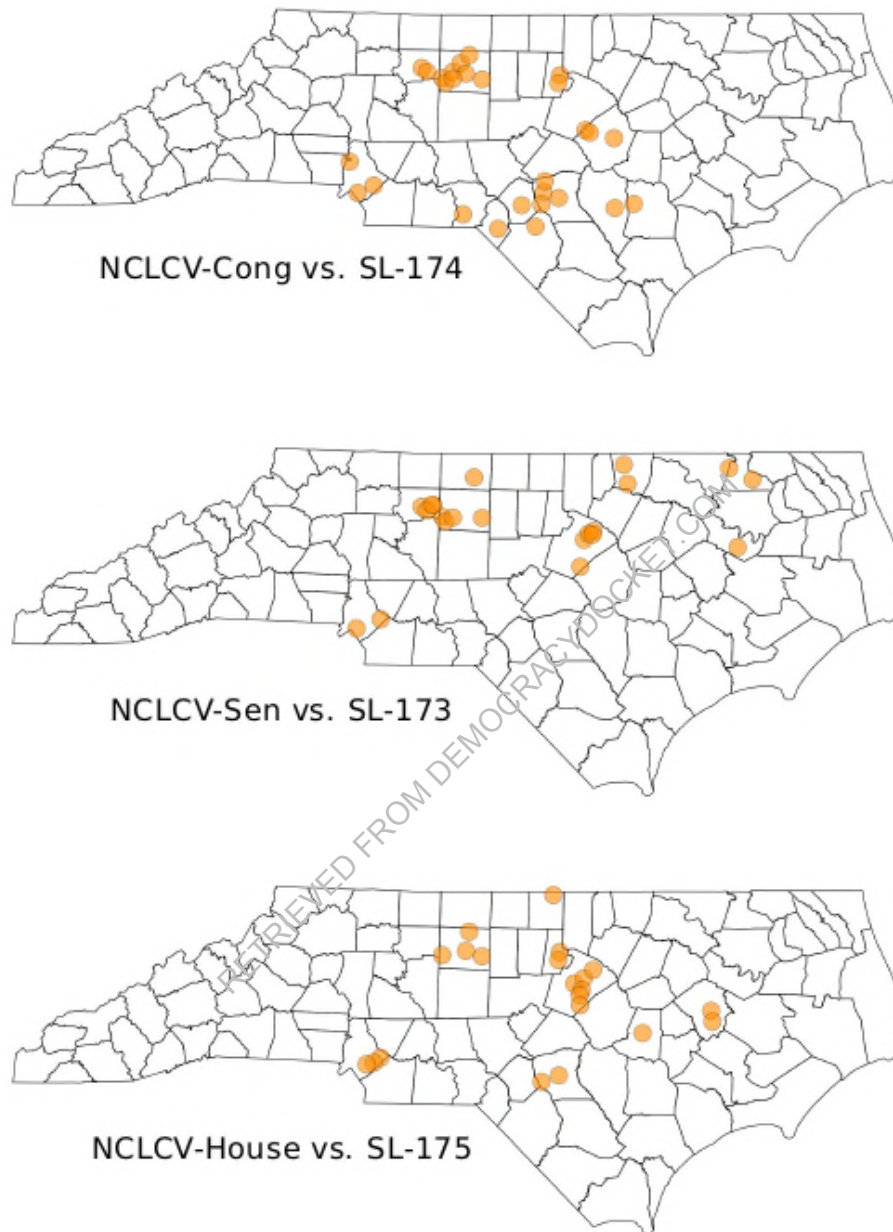 NCLCV-Cong vs. SL-174
NCLCV-Sen vs. SL-173
RETRIEVED FROM DEMOCRACYDOCKET.COM
NCLCV-House vs. SL-175